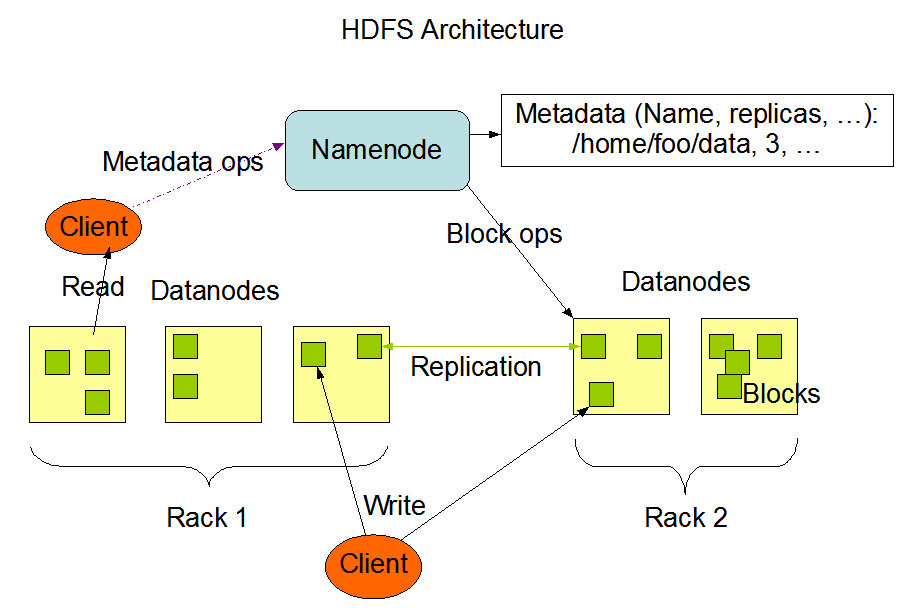 HDFS Architecture
Metadata (Name, replicas, …):
/home/foo/data, 3, …
Namenode
Metadata ops
Client
Block ops
Read
Datanodes
Datanodes
Replication
Blocks
Rack 1
Write
Rack 2
Client